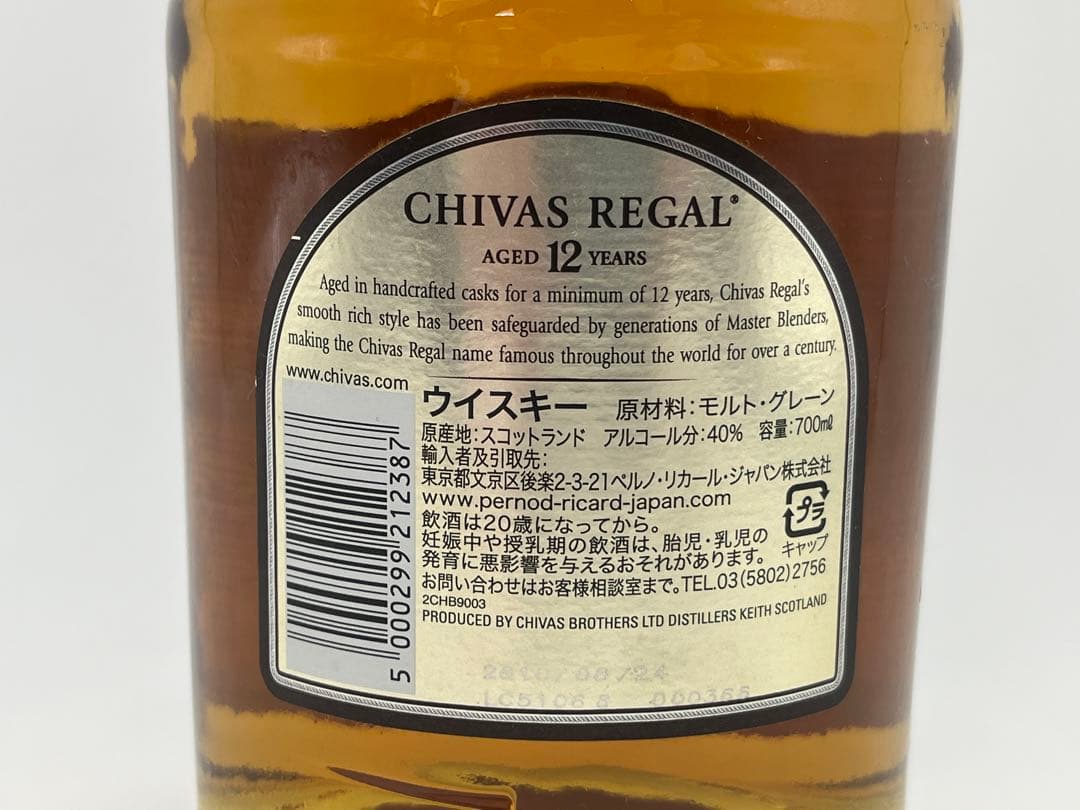 CHIVAS REGAL®
AGED 12 YEARS
Aged in handcrafted casks for a minimum of 12 years, Chivas Regal's
smooth rich style has been safeguarded by generations of Master Blenders,
making the Chivas Regal name famous throughout the world for over a century.
www.chivas.com
ウイスキー 原材料:モルト・グレーン
原産地:スコットランド アルコール分:40% 容量:700mℓ
輸入者及引取先:
東京都文京区後楽2-3-21ペルノ・リカール・ジャパン株式会社
www.pernod-ricard-japan.com
飲酒は20歳になってから。
妊娠中や授乳期の飲酒は、胎児・乳児の
発育に悪影響を与えるおそれがあります。
プラ
キャップ
お問い合わせはお客様相談室まで。TEL.03(5802)2756
2CHB9003
PRODUCED BY CHIVAS BROTHERS LTD DISTILLERS KEITH SCOTLAND
5 000299 212387